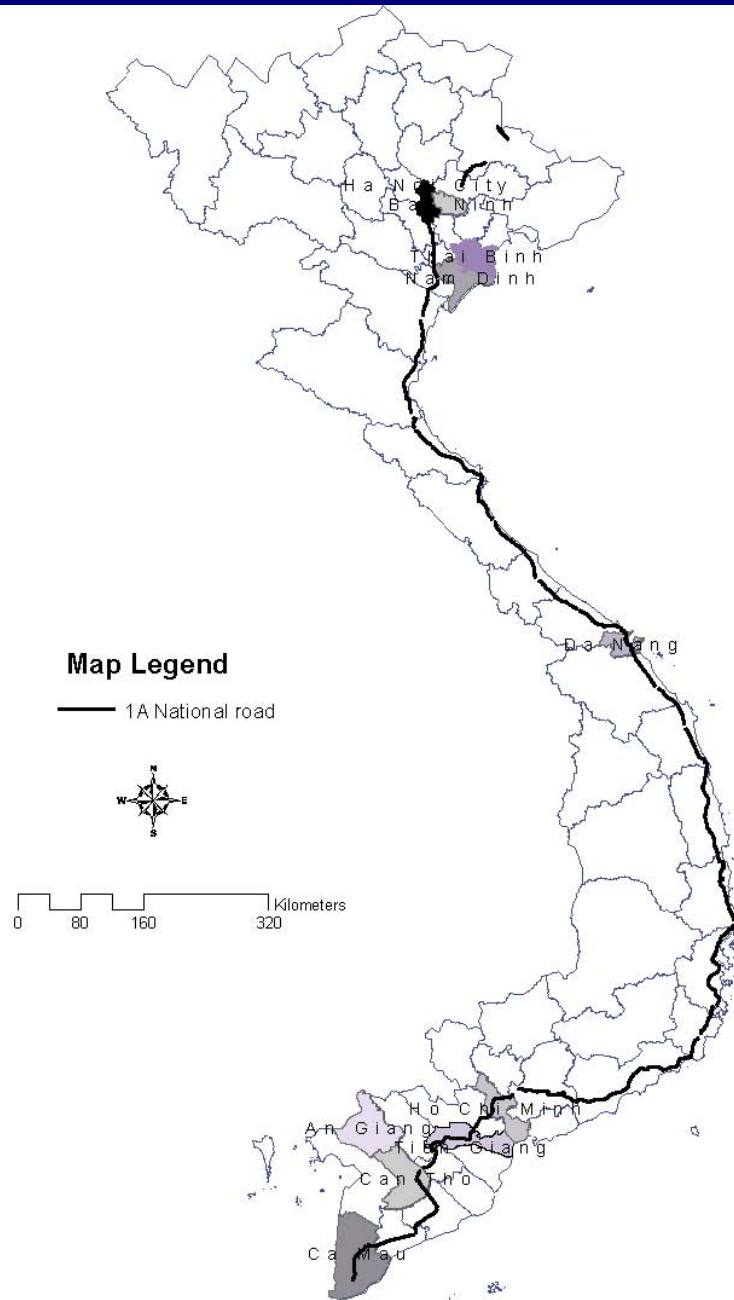 Ha Noi City
Bac Ninh
Thai Binh
Nam Dinh
Da Nang
Map Legend
1A National road
N
W E
S
Kilometers
0 80 160 320
Ho Chi Minh
An Giang
Tien Giang
Can Tho
Ca Mau